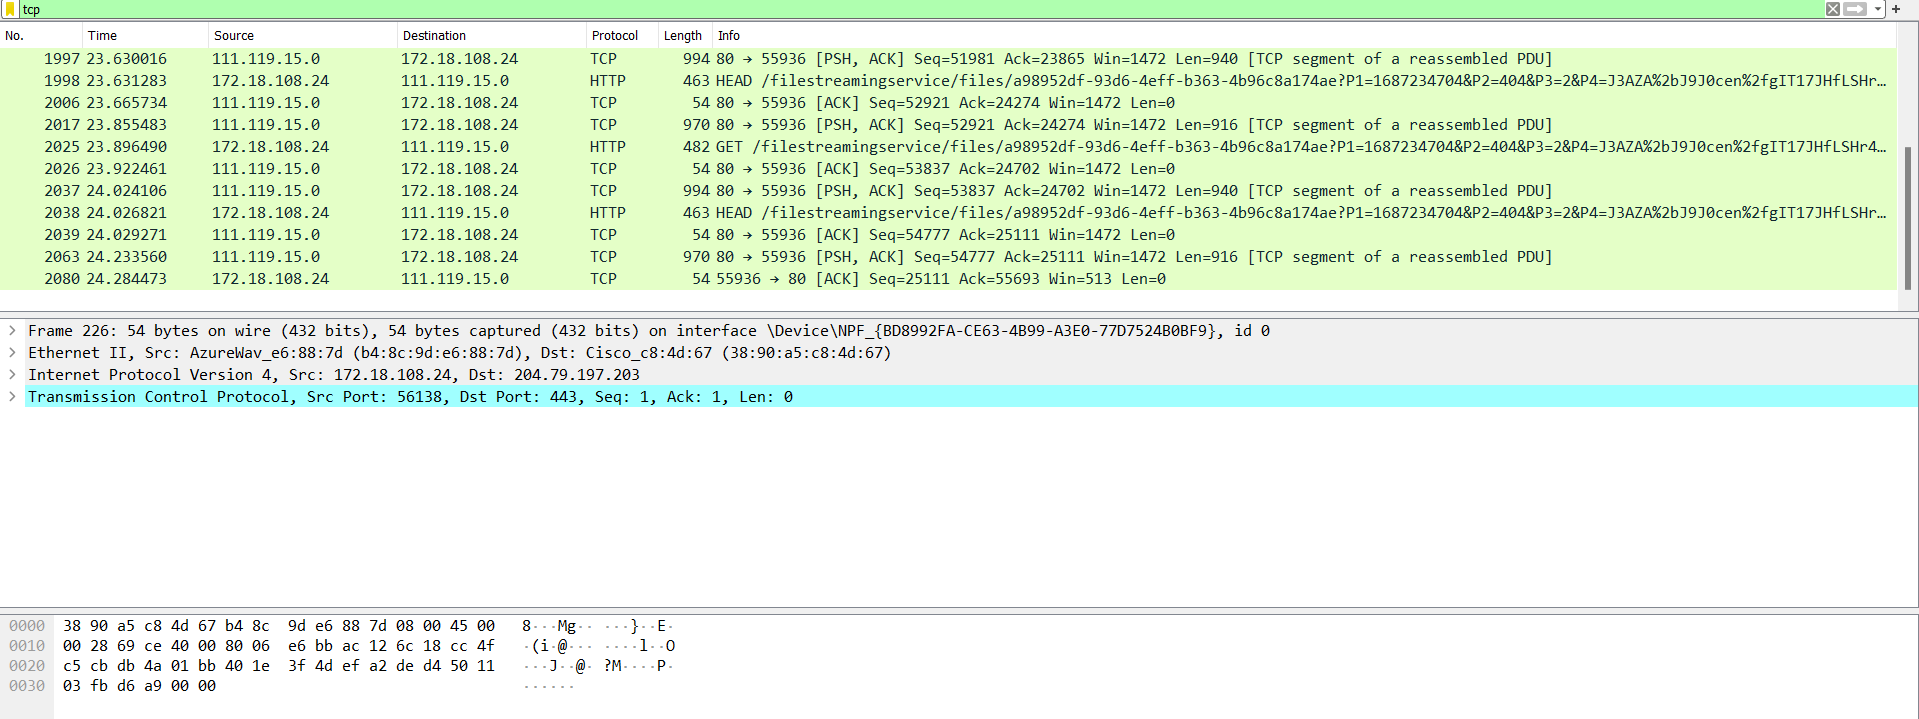 tcp
No. Time Source Destination Protocol Length Info
1997 23.630016 111.119.15.0 172.18.108.24 TCP 994 80 → 55936 [PSH, ACK] Seq=51981 Ack=23865 Win=1472 Len=940 [TCP segment of a reassembled PDU]
1998 23.631283 172.18.108.24 111.119.15.0 HTTP 463 HEAD /filestreamingservice/files/a98952df-93d6-4eff-b363-4b96c8a174ae?P1=1687234704&P2=404&P3=2&P4=J3AZA%2bJ9J0cen%2fgIT17JHfLSHr…
2006 23.665734 111.119.15.0 172.18.108.24 TCP 54 80 → 55936 [ACK] Seq=52921 Ack=24274 Win=1472 Len=0
2017 23.855483 111.119.15.0 172.18.108.24 TCP 970 80 → 55936 [PSH, ACK] Seq=52921 Ack=24274 Win=1472 Len=916 [TCP segment of a reassembled PDU]
2025 23.896490 172.18.108.24 111.119.15.0 HTTP 482 GET /filestreamingservice/files/a98952df-93d6-4eff-b363-4b96c8a174ae?P1=1687234704&P2=404&P3=2&P4=J3AZA%2bJ9J0cen%2fgIT17JHfLSHr4…
2026 23.922461 111.119.15.0 172.18.108.24 TCP 54 80 → 55936 [ACK] Seq=53837 Ack=24702 Win=1472 Len=0
2037 24.024106 111.119.15.0 172.18.108.24 TCP 994 80 → 55936 [PSH, ACK] Seq=53837 Ack=24702 Win=1472 Len=940 [TCP segment of a reassembled PDU]
2038 24.026821 172.18.108.24 111.119.15.0 HTTP 463 HEAD /filestreamingservice/files/a98952df-93d6-4eff-b363-4b96c8a174ae?P1=1687234704&P2=404&P3=2&P4=J3AZA%2bJ9J0cen%2fgIT17JHfLSHr…
2039 24.029271 111.119.15.0 172.18.108.24 TCP 54 80 → 55936 [ACK] Seq=54777 Ack=25111 Win=1472 Len=0
2063 24.233560 111.119.15.0 172.18.108.24 TCP 970 80 → 55936 [PSH, ACK] Seq=54777 Ack=25111 Win=1472 Len=916 [TCP segment of a reassembled PDU]
2080 24.284473 172.18.108.24 111.119.15.0 TCP 54 55936 → 80 [ACK] Seq=25111 Ack=55693 Win=513 Len=0
Frame 226: 54 bytes on wire (432 bits), 54 bytes captured (432 bits) on interface \Device\NPF_{BD8992FA-CE63-4B99-A3E0-77D7524B0BF9}, id 0
Ethernet II, Src: AzureWav_e6:88:7d (b4:8c:9d:e6:88:7d), Dst: Cisco_c8:4d:67 (38:90:a5:c8:4d:67)
Internet Protocol Version 4, Src: 172.18.108.24, Dst: 204.79.197.203
Transmission Control Protocol, Src Port: 56138, Dst Port: 443, Seq: 1, Ack: 1, Len: 0
0000 38 90 a5 c8 4d 67 b4 8c 9d e6 88 7d 08 00 45 00 8···Mg·· ···}··E·
0010 00 28 69 ce 40 00 80 06 e6 bb ac 12 6c 18 cc 4f ·(i·@··· ····l··O
0020 c5 cb db 4a 01 bb 40 1e 3f 4d ef a2 de d4 50 11 ···J··@· ?M····P·
0030 03 fb d6 a9 00 00 ······